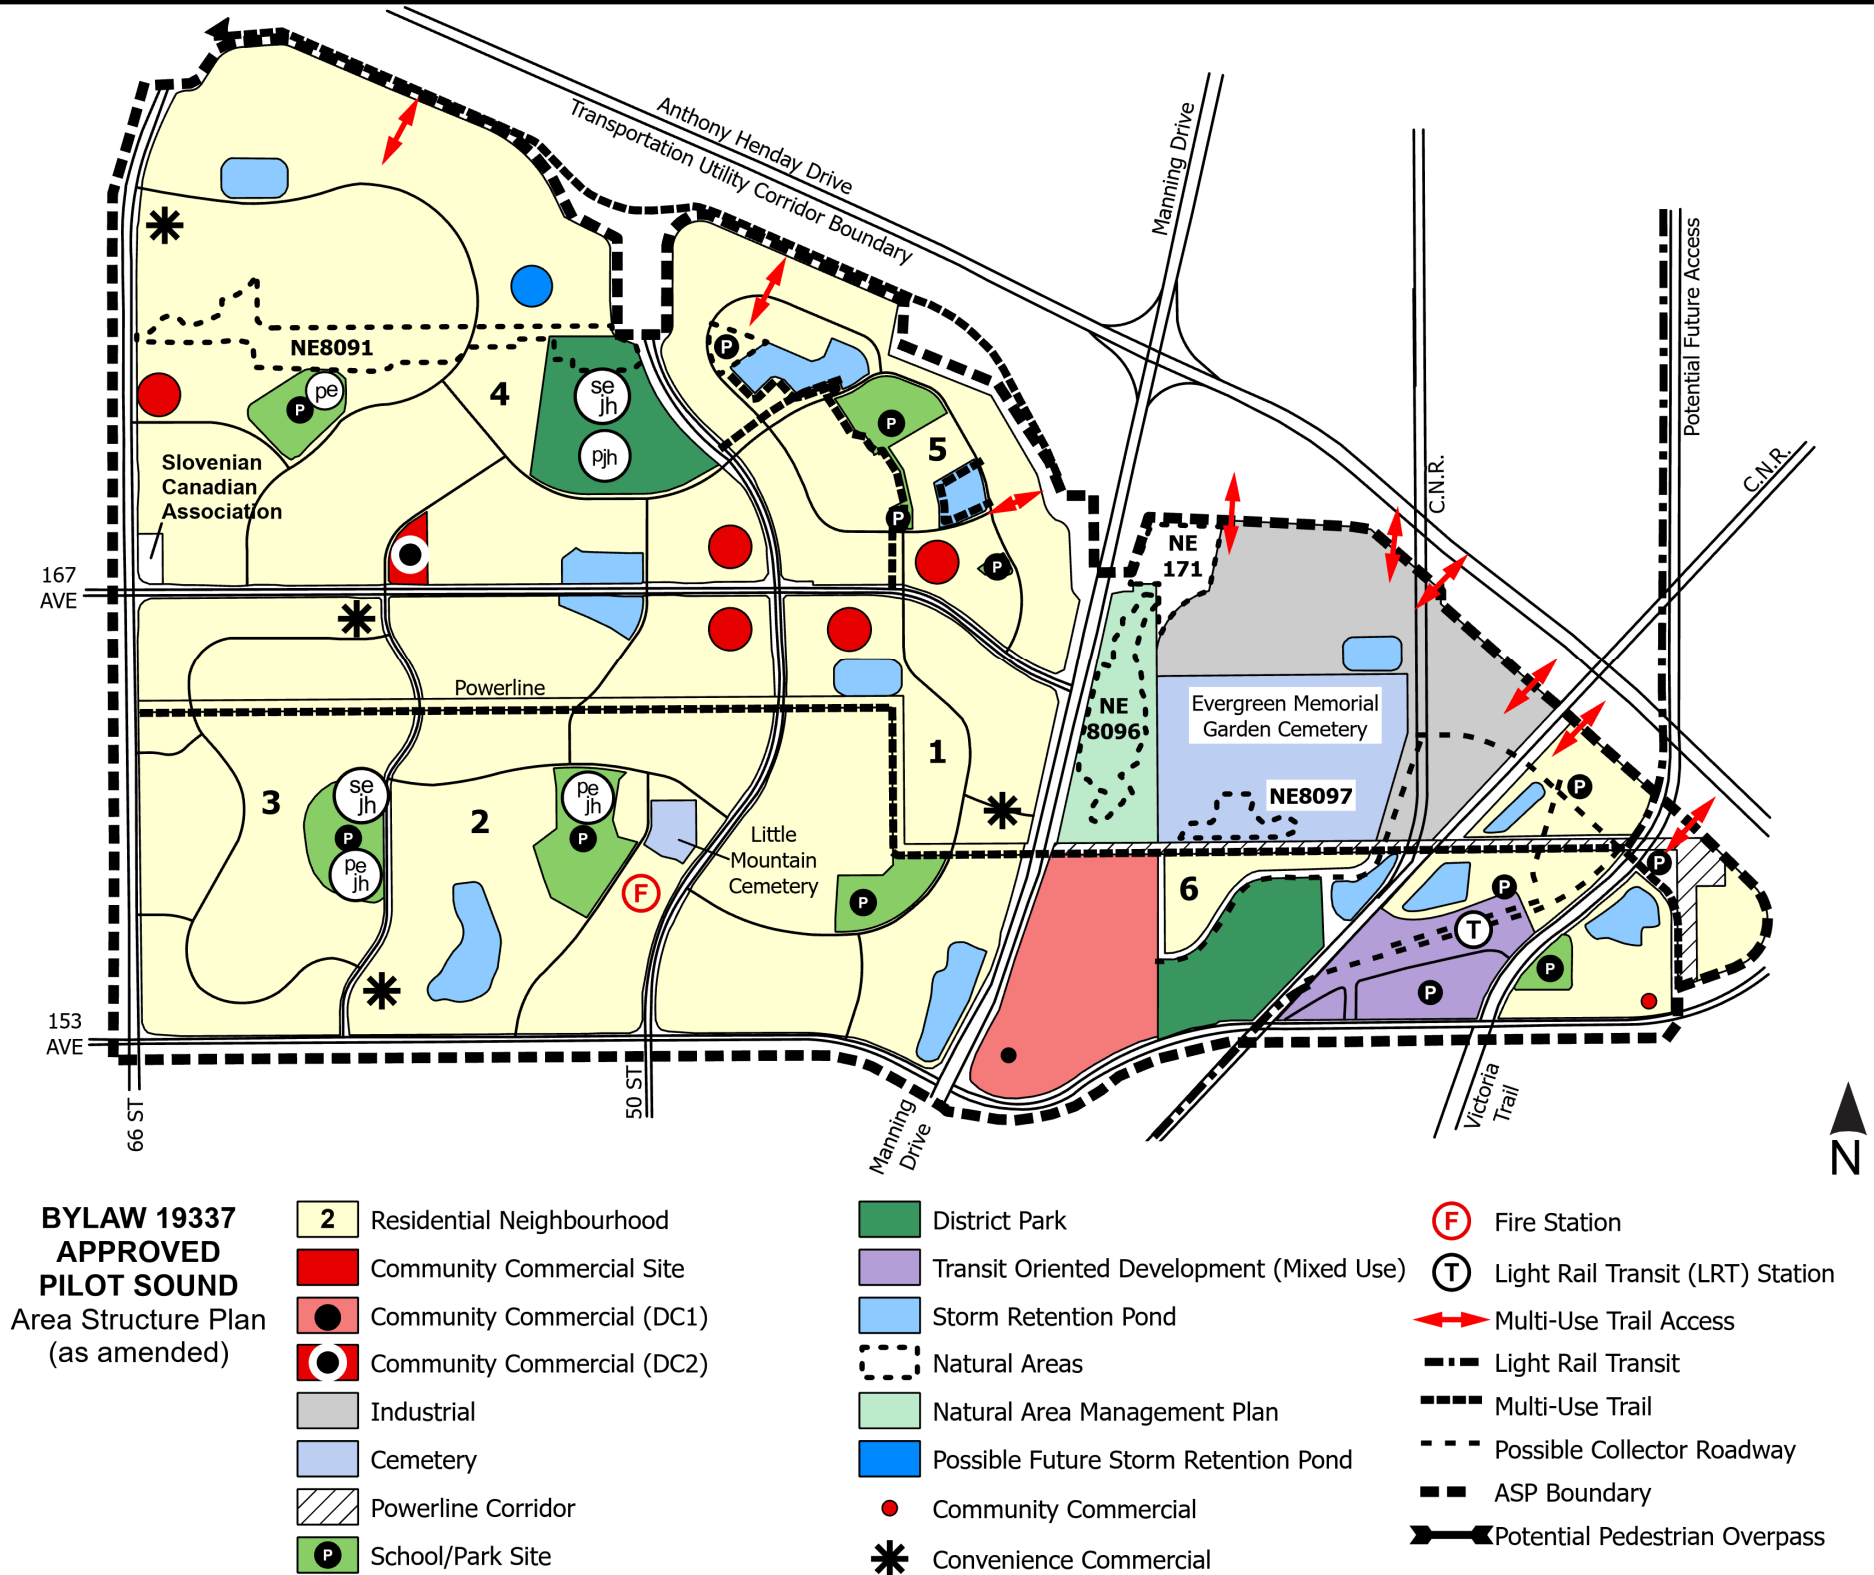 Anthony Henday Drive
Transportation Utility Corridor Boundary
Manning Drive
Potential Future Access
C.N.R.
C.N.R.
NE8091
P
pe
4
se
jh
pjh
P
P
5
P
P
Slovenian
Canadian
Association
NE
171
167
AVE
Powerline
NE
8096
Evergreen Memorial
Garden Cemetery
NE8097
1
3
se
jh
P
pe
jh
2
pe
jh
P
Little
Mountain
Cemetery
F
P
6
P
P
P
T
P
P
153
AVE
66 ST
50 ST
Manning
Drive
Victoria
Trail
N
BYLAW 19337
APPROVED
PILOT SOUND
Area Structure Plan
(as amended)
2 Residential Neighbourhood
Community Commercial Site
Community Commercial (DC1)
Community Commercial (DC2)
Industrial
Cemetery
Powerline Corridor
P School/Park Site
District Park
Transit Oriented Development (Mixed Use)
Storm Retention Pond
Natural Areas
Natural Area Management Plan
Possible Future Storm Retention Pond
Community Commercial
Convenience Commercial
F Fire Station
T Light Rail Transit (LRT) Station
Multi-Use Trail Access
Light Rail Transit
Multi-Use Trail
Possible Collector Roadway
ASP Boundary
Potential Pedestrian Overpass